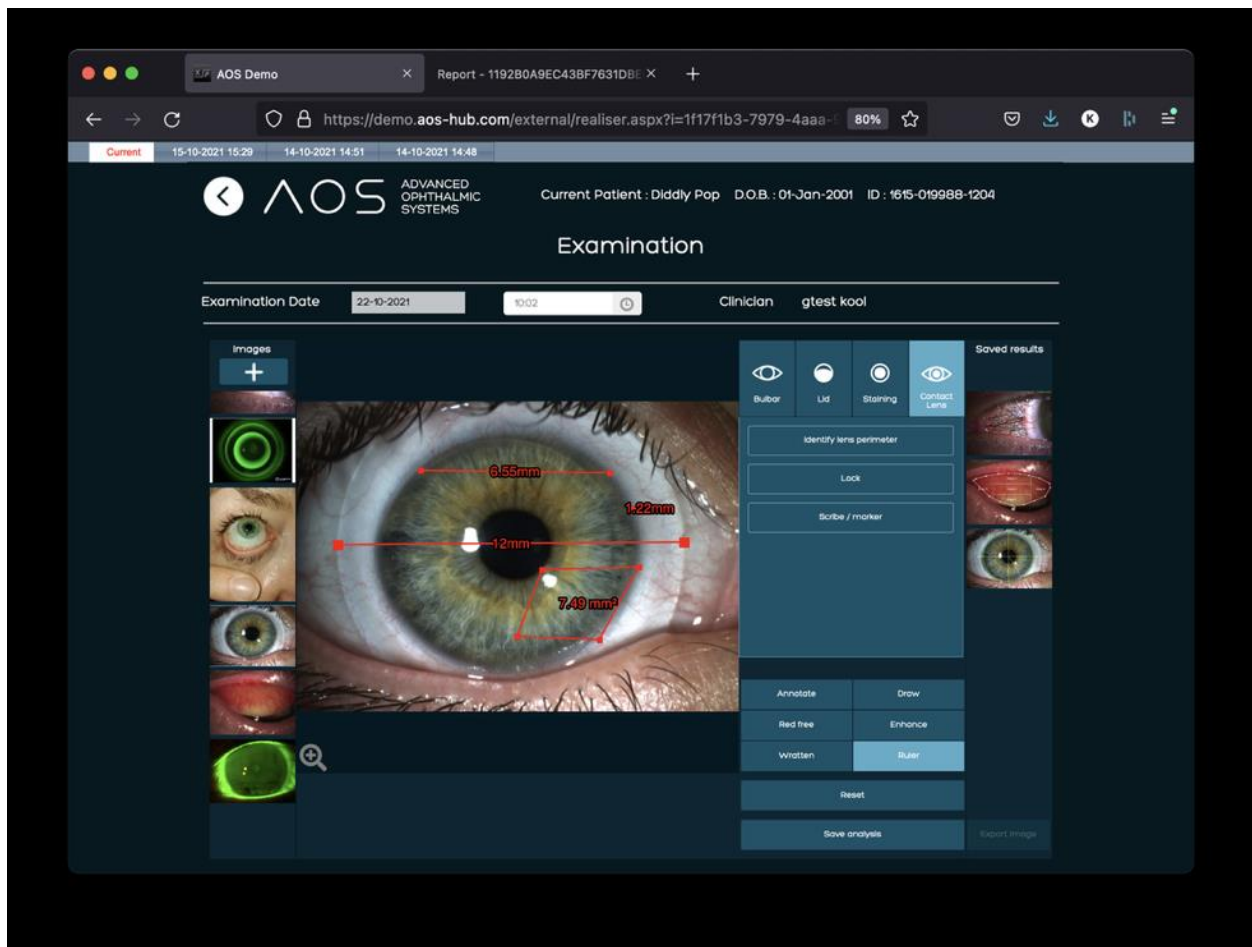 AOS Demo
Report - 1192B0A9EC43BF7631DBE
https://demo.aos-hub.com/external/realiser.aspx?i=1f17f1b3-7979-4aaa-9
80%
K
Current 15-10-2021 15:29 14-10-2021 14:51 14-10-2021 14:48
AOS
ADVANCED
OPHTHALMIC
SYSTEMS
Current Patient : Diddly Pop D.O.B. : 01-Jan-2001 ID : 1615-019988-1204
Examination
Examination Date 22-10-2021 10:02 Clinician gtest kool
Images
Bulbar
Lid
Staining
Contact
Lens
Saved results
Identify lens perimeter
Lock
Scribe / marker
6.55mm
1.22mm
12mm
7.49 mm²
Annotate Draw
Red free Enhance
Wratten Ruler
Reset
Save analysis
Export Image